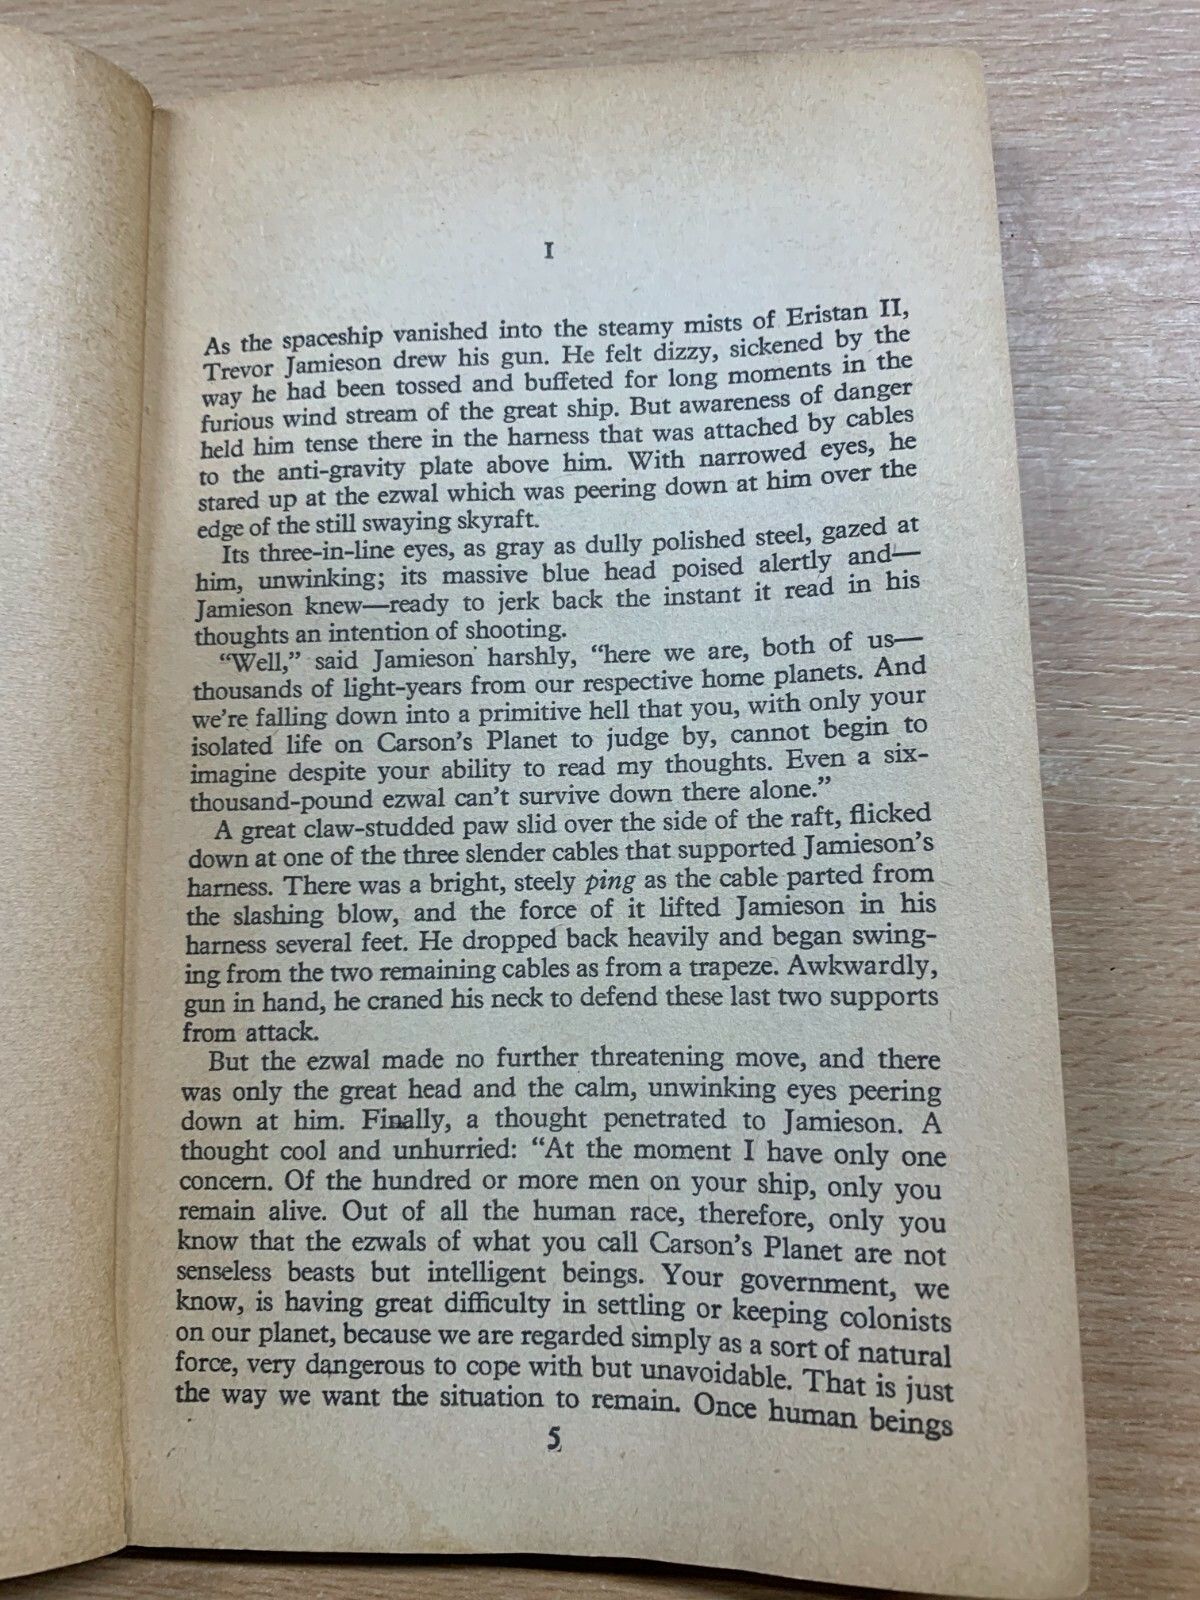 I
As the spaceship vanished into the steamy mists of Eristan II,
Trevor Jamieson drew his gun. He felt dizzy, sickened by the
way he had been tossed and buffeted for long moments in the
furious wind stream of the great ship. But awareness of danger
held him tense there in the harness that was attached by cables
to the anti-gravity plate above him. With narrowed eyes, he
stared up at the ezwal which was peering down at him over the
edge of the still swaying skyraft.
Its three-in-line eyes, as gray as dully polished steel, gazed at
him, unwinking; its massive blue head poised alertly and—
Jamieson knew—ready to jerk back the instant it read in his
thoughts an intention of shooting.
“Well,” said Jamieson harshly, “here we are, both of us—
thousands of light-years from our respective home planets. And
we’re falling down into a primitive hell that you, with only your
isolated life on Carson’s Planet to judge by, cannot begin to
imagine despite your ability to read my thoughts. Even a six-
thousand-pound ezwal can’t survive down there alone.”
A great claw-studded paw slid over the side of the raft, flicked
down at one of the three slender cables that supported Jamieson’s
harness. There was a bright, steely ping as the cable parted from
the slashing blow, and the force of it lifted Jamieson in his
harness several feet. He dropped back heavily and began swing-
ing from the two remaining cables as from a trapeze. Awkwardly,
gun in hand, he craned his neck to defend these last two supports
from attack.
But the ezwal made no further threatening move, and there
was only the great head and the calm, unwinking eyes peering
down at him. Finally, a thought penetrated to Jamieson. A
thought cool and unhurried: “At the moment I have only one
concern. Of the hundred or more men on your ship, only you
remain alive. Out of all the human race, therefore, only you
know that the ezwals of what you call Carson’s Planet are not
senseless beasts but intelligent beings. Your government, we
know, is having great difficulty in settling or keeping colonists
on our planet, because we are regarded simply as a sort of natural
force, very dangerous to cope with but unavoidable. That is just
the way we want the situation to remain. Once human beings
5